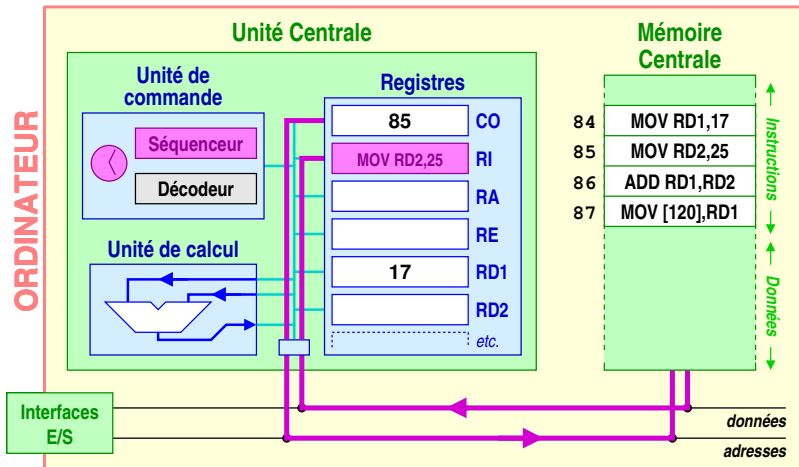 ORDINATEUR
Unité Centrale
Unité de
commande
Séquenceur
Décodeur
Unité de calcul
Registres
85 CO
MOV RD2,25 RI
RA
RE
17 RD1
RD2
etc.
Mémoire
Centrale
84 MOV RD1,17
85 MOV RD2,25
86 ADD RD1,RD2
87 MOV [120],RD1
Instructions
Données
Interfaces
E/S
données
adresses